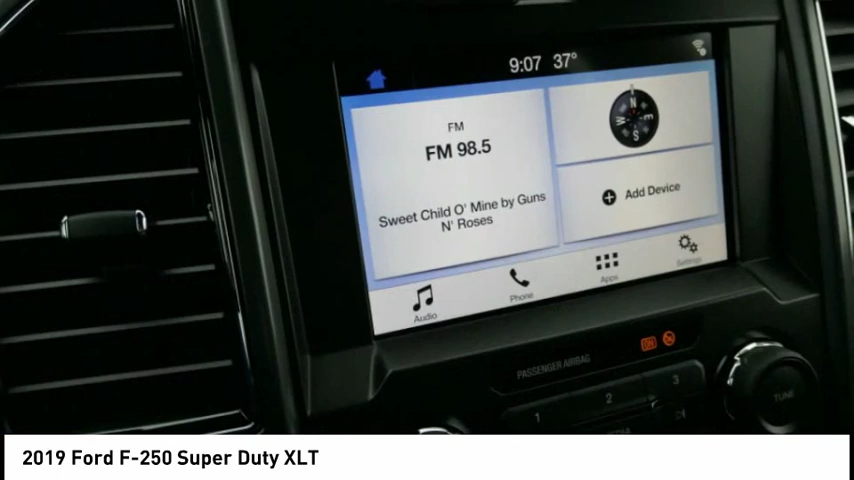 9:07 37°
FM
FM 98.5
Sweet Child O' Mine by Guns
N' Roses
N
W E
S
Add Device
Audio
Phone
Apps
Settings
PASSENGER AIRBAG
1
2
3
TUNE
2019 Ford F-250 Super Duty XLT